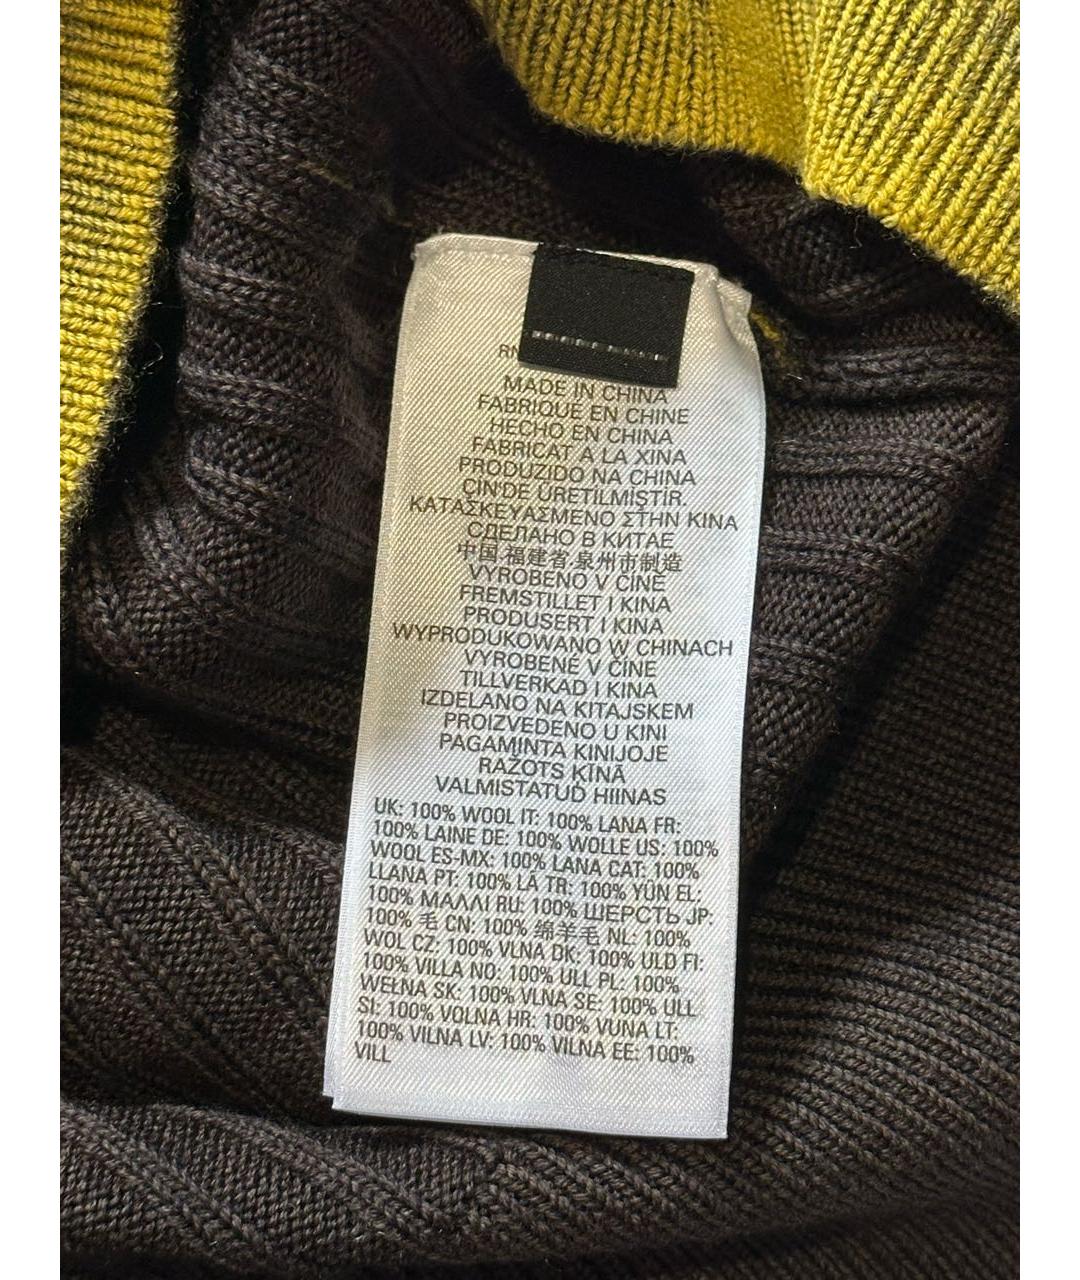 RN
MADE IN CHINA
FABRIQUE EN CHINE
HECHO EN CHINA
FABRICAT A LA XINA
PRODUZIDO NA CHINA
ÇIN'DE ÜRETILMIŞTIR.
ΚΑΤΑΣΚΕΥΑΣΜΕΝΟ ΣΤΗΝ ΚΙΝΑ
СДЕЛАНО В КИТАЕ
中国.福建省.泉州市制造
VYROBENO V ČÍNĚ
FREMSTILLET I KINA
PRODUSERT I KINA
WYPRODUKOWANO W CHINACH
VYROBENÉ V ČÍNE
TILLVERKAD I KINA
IZDELANO NA KITAJSKEM
PROIZVEDENO U KINI
PAGAMINTA KINIJOJE
RAŽOTS ĶĪNĀ
VALMISTATUD HIINAS
UK: 100% WOOL IT: 100% LANA FR:
100% LAINE DE: 100% WOLLE US: 100%
WOOL ES-MX: 100% LANA CAT: 100%
LLANA PT: 100% LÃ TR: 100% YÜN EL:
100% ΜΑΛΛΙ RU: 100% ШЕРСТЬ JP:
100% 毛 CN: 100% 绵羊毛 NL: 100%
WOL CZ: 100% VLNA DK: 100% ULD FI:
100% VILLA NO: 100% ULL PL: 100%
WEŁNA SK: 100% VLNA SE: 100% ULL
SI: 100% VOLNA HR: 100% VUNA LT:
100% VILNA LV: 100% VILNA EE: 100%
VILL